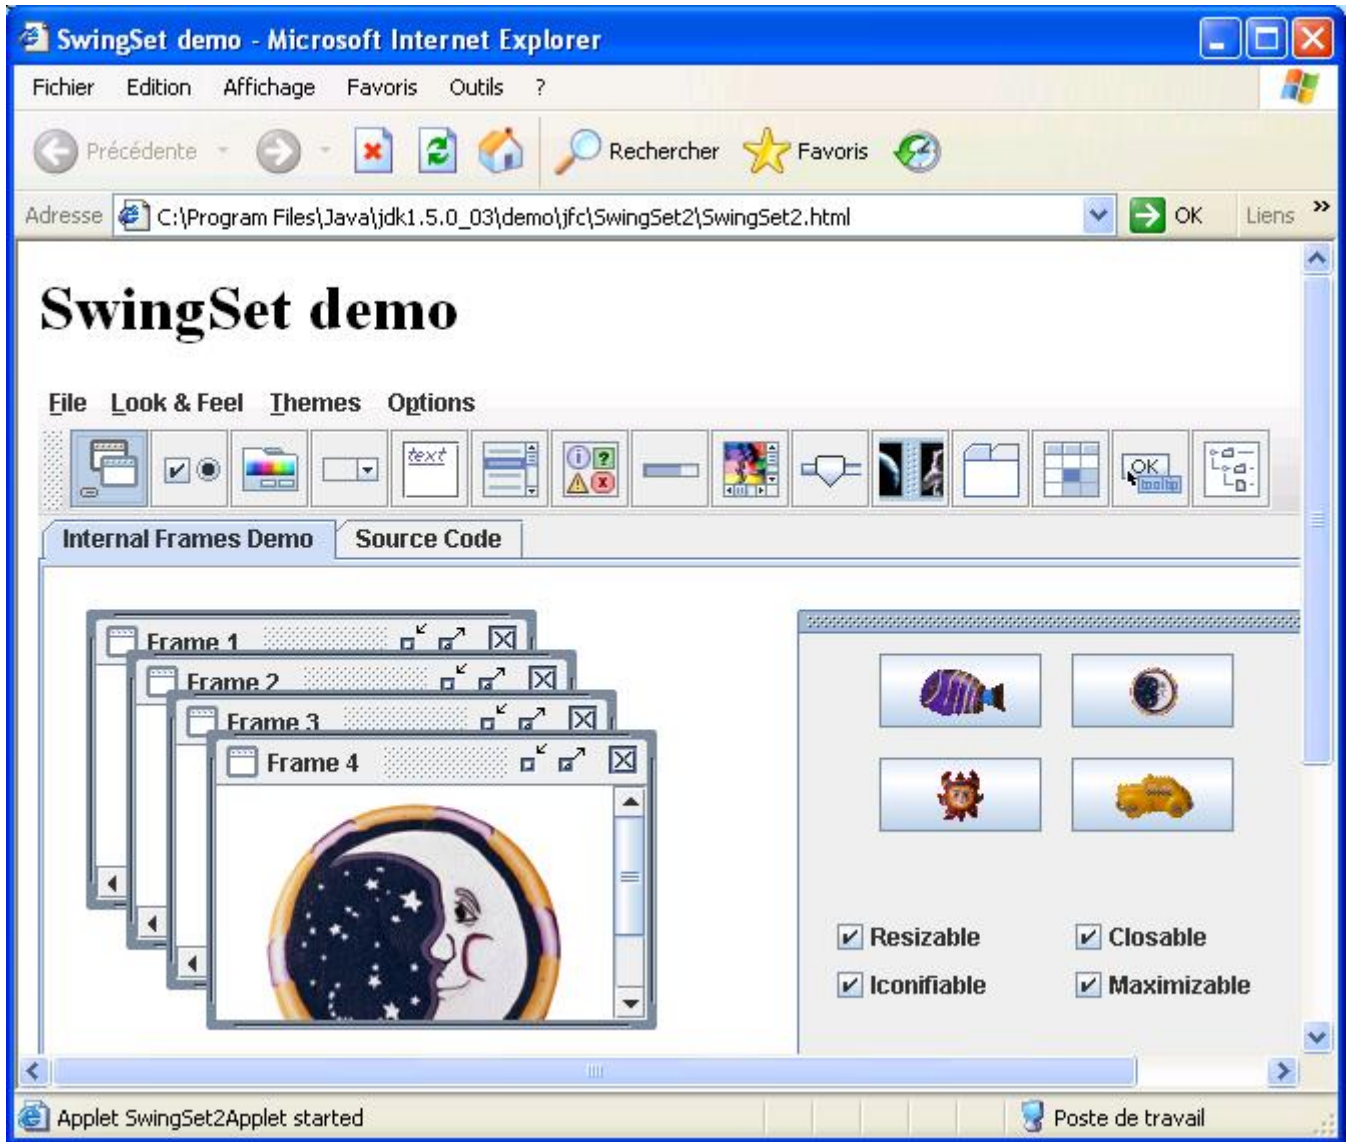 SwingSet demo - Microsoft Internet Explorer
Fichier Edition Affichage Favoris Outils ?
Précédente Rechercher Favoris
Adresse C:\Program Files\Java\jdk1.5.0_03\demo\jfc\SwingSet2\SwingSet2.html OK Liens »
SwingSet demo
File Look & Feel Themes Options
text OK tooltip
Internal Frames Demo Source Code
Frame 1
Frame 2
Frame 3
Frame 4
Resizable Closable
Iconifiable Maximizable
Applet SwingSet2Applet started Poste de travail